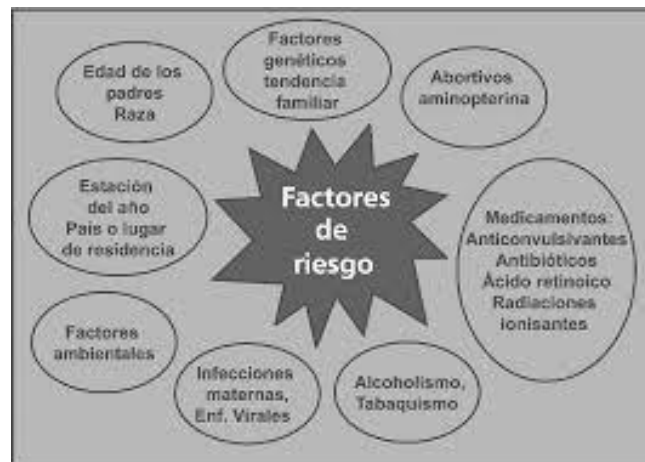 Factores
genéticos
tendencia
familiar
Edad de los
padres
Raza
Abortivos
aminopterina
Estación
del año
País o lugar
de residencia
Factores
de
riesgo
Medicamentos:
Anticonvulsivantes
Antibióticos
Ácido retinoico
Radiaciones
ionisantes
Factores
ambientales
Infecciones
maternas,
Enf. Virales
Alcoholismo,
Tabaquismo